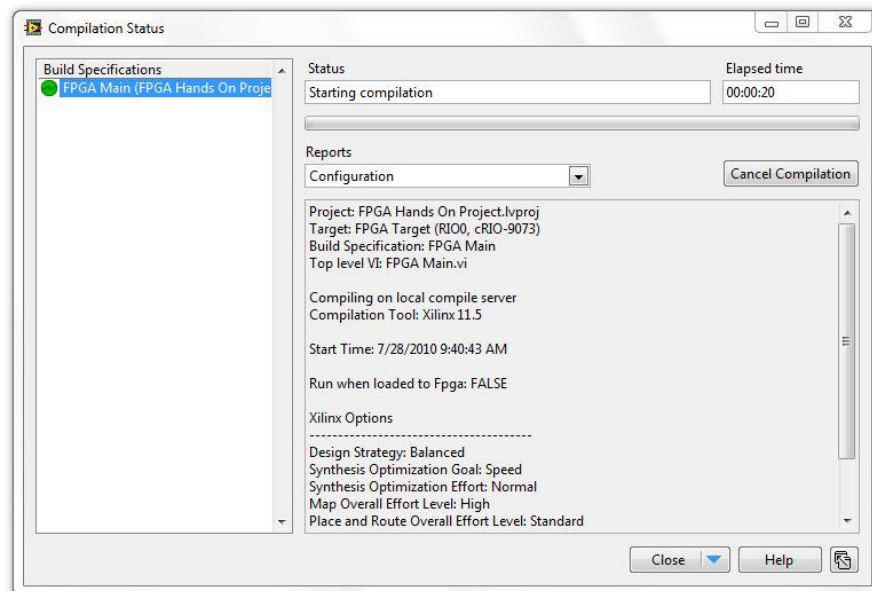 Compilation Status
Build Specifications
FPGA Main (FPGA Hands On Proje
Status
Elapsed time
Starting compilation
00:00:20
Reports
Configuration
Cancel Compilation
Project: FPGA Hands On Project.lvproj
Target: FPGA Target (RIO0, cRIO-9073)
Build Specification: FPGA Main
Top level VI: FPGA Main.vi
Compiling on local compile server
Compilation Tool: Xilinx 11.5
Start Time: 7/28/2010 9:40:43 AM
Run when loaded to Fpga: FALSE
Xilinx Options
--------------------------------------
Design Strategy: Balanced
Synthesis Optimization Goal: Speed
Synthesis Optimization Effort: Normal
Map Overall Effort Level: High
Place and Route Overall Effort Level: Standard
Close
Help